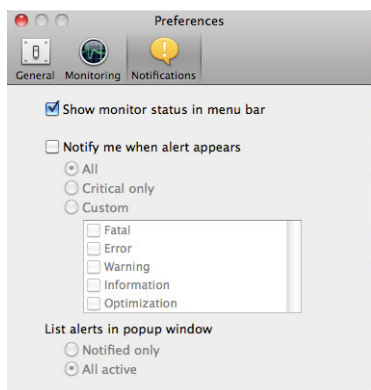 Preferences
General Monitoring Notifications
Show monitor status in menu bar
Notify me when alert appears
All
Critical only
Custom
Fatal
Error
Warning
Information
Optimization
List alerts in popup window
Notified only
All active